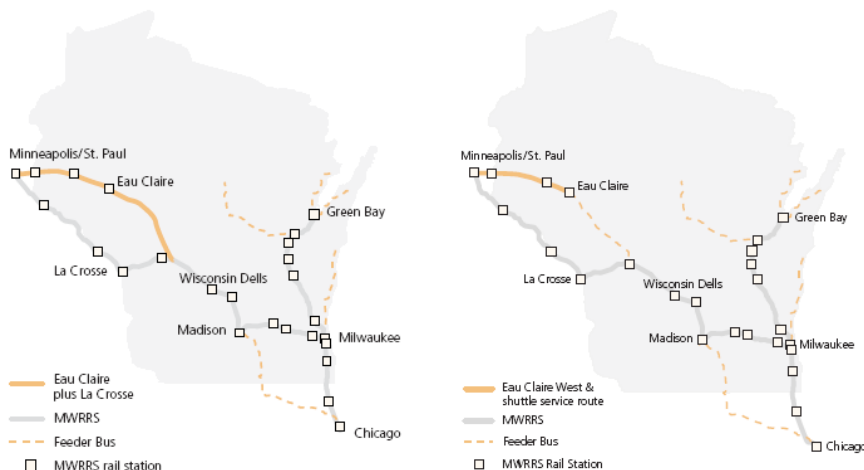 Minneapolis/St. Paul
Eau Claire
Green Bay
La Crosse
Wisconsin Dells
Madison
Milwaukee
Chicago
Eau Claire
plus La Crosse
MWRRS
Feeder Bus
MWRRS rail station
Minneapolis/St. Paul
Eau Claire
Green Bay
La Crosse
Wisconsin Dells
Madison
Milwaukee
Chicago
Eau Claire West &
shuttle service route
MWRRS
Feeder Bus
MWRRS Rail Station